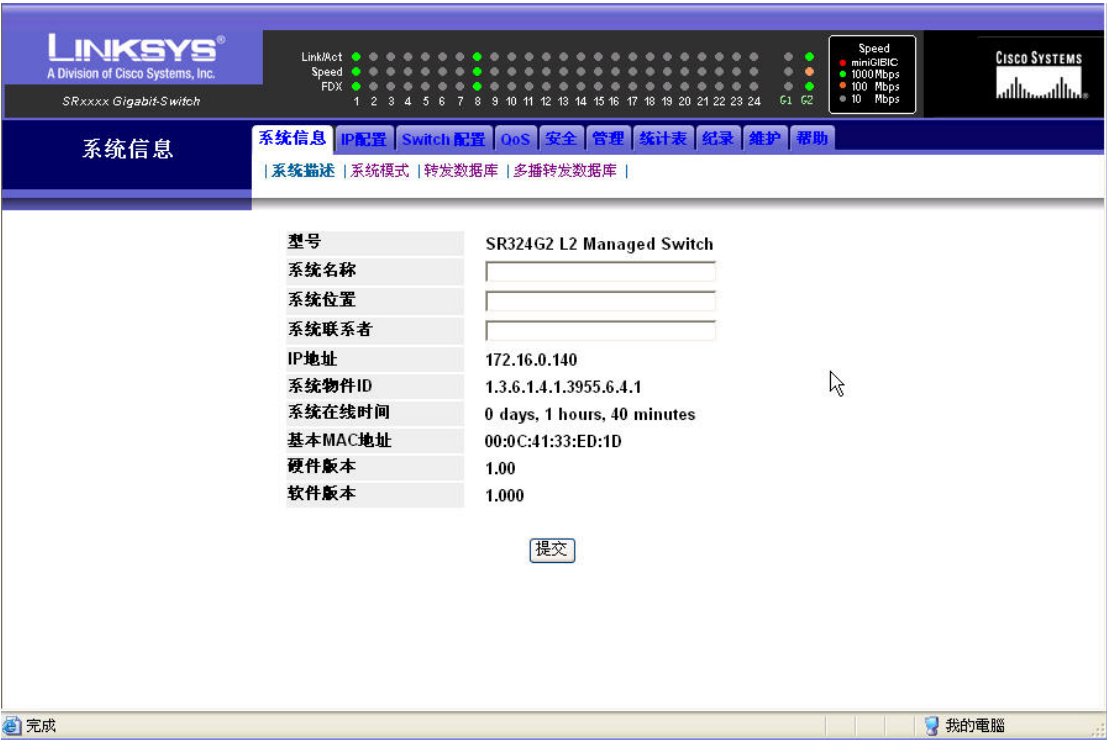 LINKSYS®
A Division of Cisco Systems, Inc.
SRxxxx Gigabit-Switch
Link/Act
Speed
FDX
1 2 3 4 5 6 7 8 9 10 11 12 13 14 15 16 17 18 19 20 21 22 23 24 G1 G2
Speed
miniGIBIC
1000Mbps
100 Mbps
10 Mbps
CISCO SYSTEMS
系统信息
系统信息 IP配置 Switch 配置 QoS 安全 管理 统计表 纪录 维护 帮助
| 系统描述 | 系统模式 | 转发数据库 | 多播转发数据库 |
型号 SR324G2 L2 Managed Switch
系统名称
系统位置
系统联系者
IP地址 172.16.0.140
系统物件ID 1.3.6.1.4.1.3955.6.4.1
系统在线时间 0 days, 1 hours, 40 minutes
基本MAC地址 00:0C:41:33:ED:1D
硬件版本 1.00
软件版本 1.000
提交
完成
我的電腦